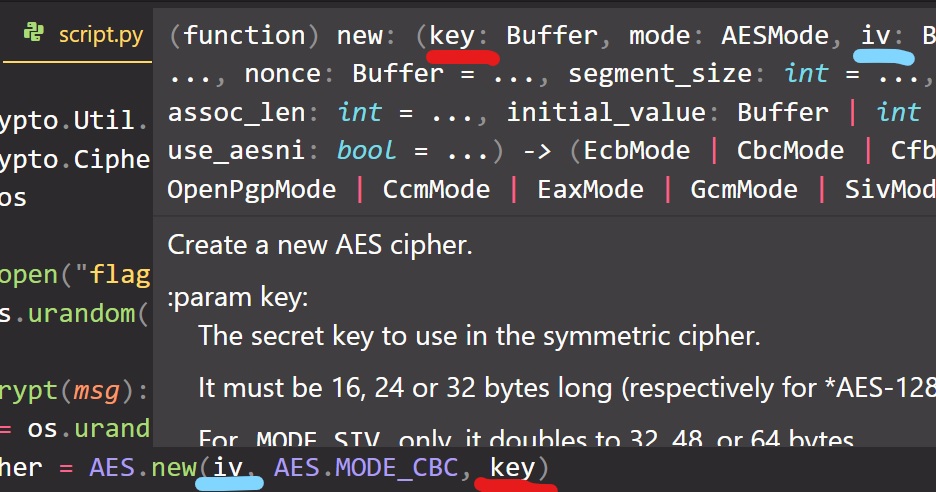 script.py
(function) new: (key: Buffer, mode: AESMode, iv: B
..., nonce: Buffer = ..., segment_size: int = ...,
assoc_len: int = ..., initial_value: Buffer | int
use_aesni: bool = ...) -> (EcbMode | CbcMode | Cfb
OpenPgpMode | CcmMode | EaxMode | GcmMode | SivMod
ypto.Util.
ypto.Ciphe
os
open("flag
s.urandom(
rypt(msg):
= os.urand
Create a new AES cipher.
:param key:
The secret key to use in the symmetric cipher.
It must be 16, 24 or 32 bytes long (respectively for *AES-128
For MODE_SIV only, it doubles to 32, 48, or 64 bytes
her = AES.new(iv, AES.MODE_CBC, key)